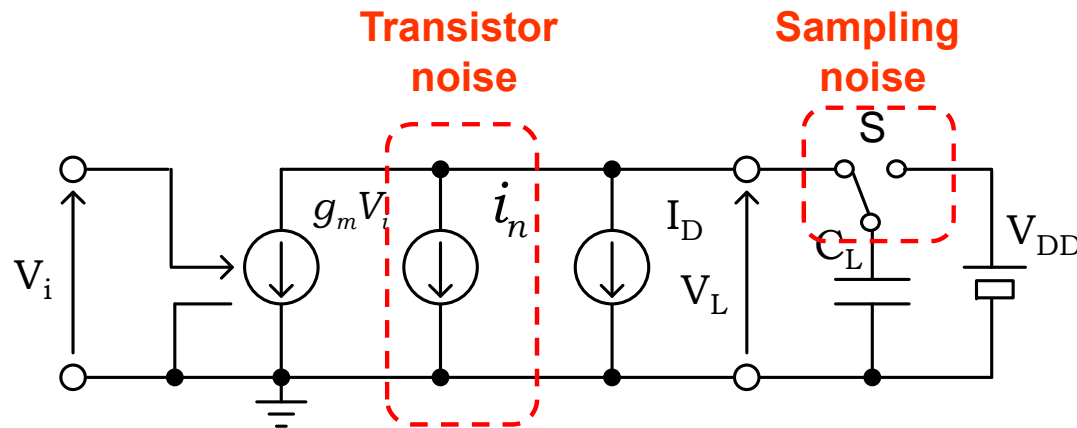 Transistor
noise
Sampling
noise
S
g_m V_i
i_n
I_D
C_L
V_DD
V_i
V_L